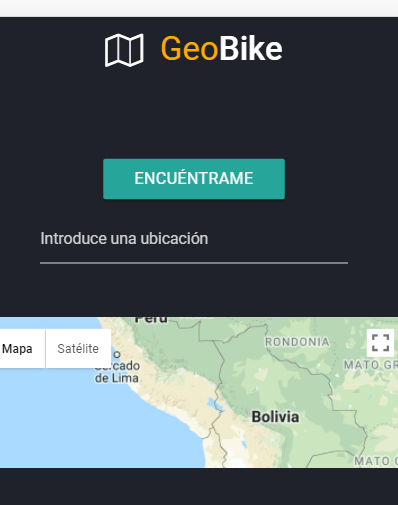 GeoBike
ENCUÉNTRAME
Introduce una ubicación
Perú
Mapa
Satélite
RONDONIA
Cercado
de Lima
MATO GR
Bolivia
MATO G